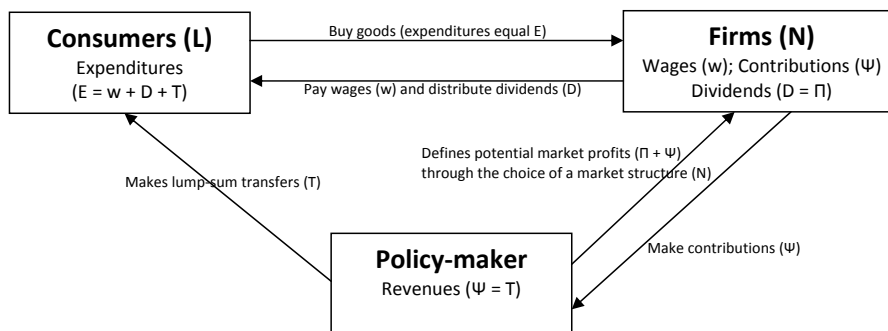 Consumers (L)
Expenditures
(E = w + D + T)
Buy goods (expenditures equal E)
Pay wages (w) and distribute dividends (D)
Firms (N)
Wages (w); Contributions (Ψ)
Dividends (D = Π)
Makes lump-sum transfers (T)
Defines potential market profits (Π + Ψ)
through the choice of a market structure (N)
Make contributions (Ψ)
Policy-maker
Revenues (Ψ = T)